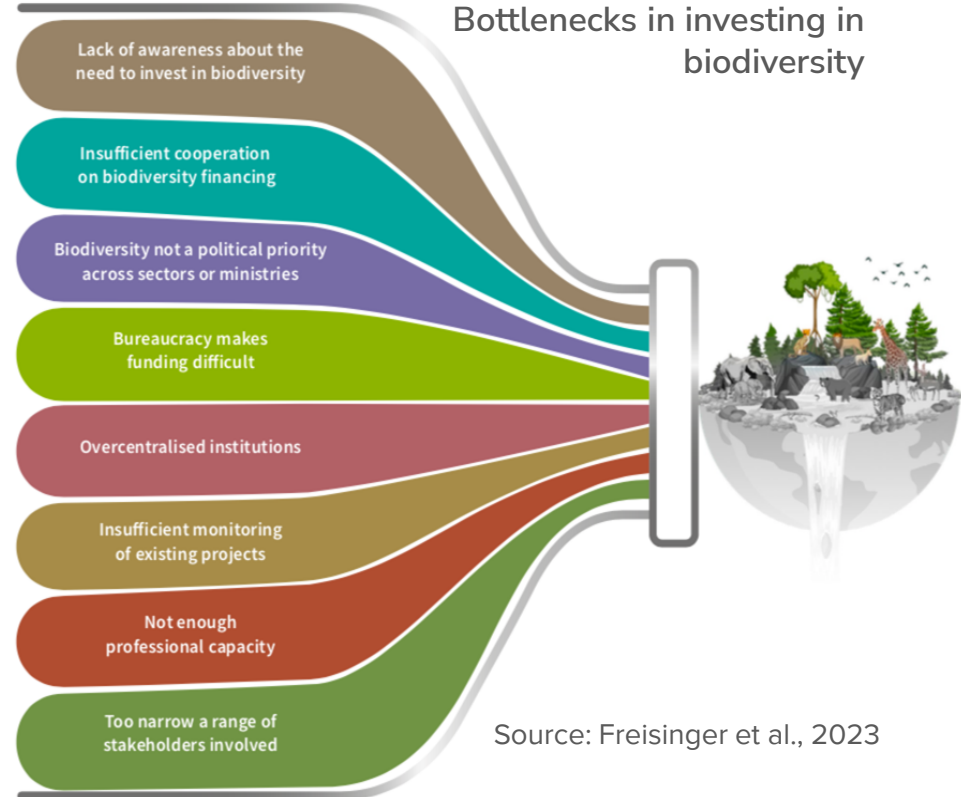 Bottlenecks in investing in
biodiversity
Lack of awareness about the
need to invest in biodiversity
Insufficient cooperation
on biodiversity financing
Biodiversity not a political priority
across sectors or ministries
Bureaucracy makes
funding difficult
Overcentralised institutions
Insufficient monitoring
of existing projects
Not enough
professional capacity
Too narrow a range of
stakeholders involved
Source: Freisinger et al., 2023